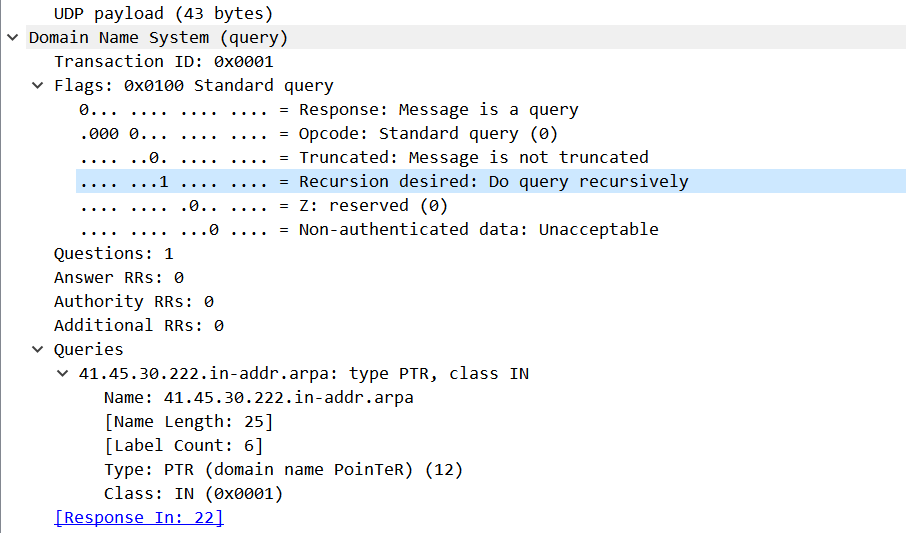 UDP payload (43 bytes)
Domain Name System (query)
Transaction ID: 0x0001
Flags: 0x0100 Standard query
0... .... .... .... = Response: Message is a query
.000 0... .... .... = Opcode: Standard query (0)
.... ..0. .... .... = Truncated: Message is not truncated
.... ...1 .... .... = Recursion desired: Do query recursively
.... .... .0.. .... = Z: reserved (0)
.... .... ...0 .... = Non-authenticated data: Unacceptable
Questions: 1
Answer RRs: 0
Authority RRs: 0
Additional RRs: 0
Queries
41.45.30.222.in-addr.arpa: type PTR, class IN
Name: 41.45.30.222.in-addr.arpa
[Name Length: 25]
[Label Count: 6]
Type: PTR (domain name PoinTeR) (12)
Class: IN (0x0001)
[Response In: 22]